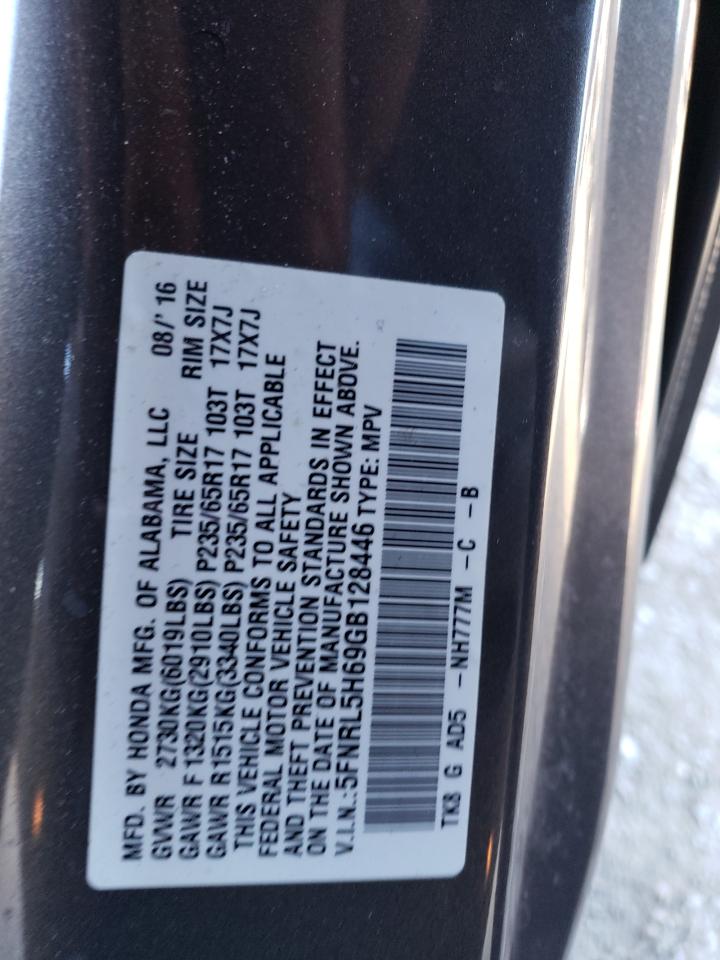 MFD. BY HONDA MFG. OF ALABAMA, LLC 08/' 16
GVWR 2730KG(6019LBS) TIRE SIZE RIM SIZE
GAWR F1320KG(2910LBS) P235/65R17 103T 17X7J
GAWR R1515KG(3340LBS) P235/65R17 103T 17X7J
THIS VEHICLE CONFORMS TO ALL APPLICABLE
FEDERAL MOTOR VEHICLE SAFETY
AND THEFT PREVENTION STANDARDS IN EFFECT
ON THE DATE OF MANUFACTURE SHOWN ABOVE.
V.I.N.:5FNRL5H69GB128446 TYPE: MPV
TK8 G AD5 -NH777M -C -B